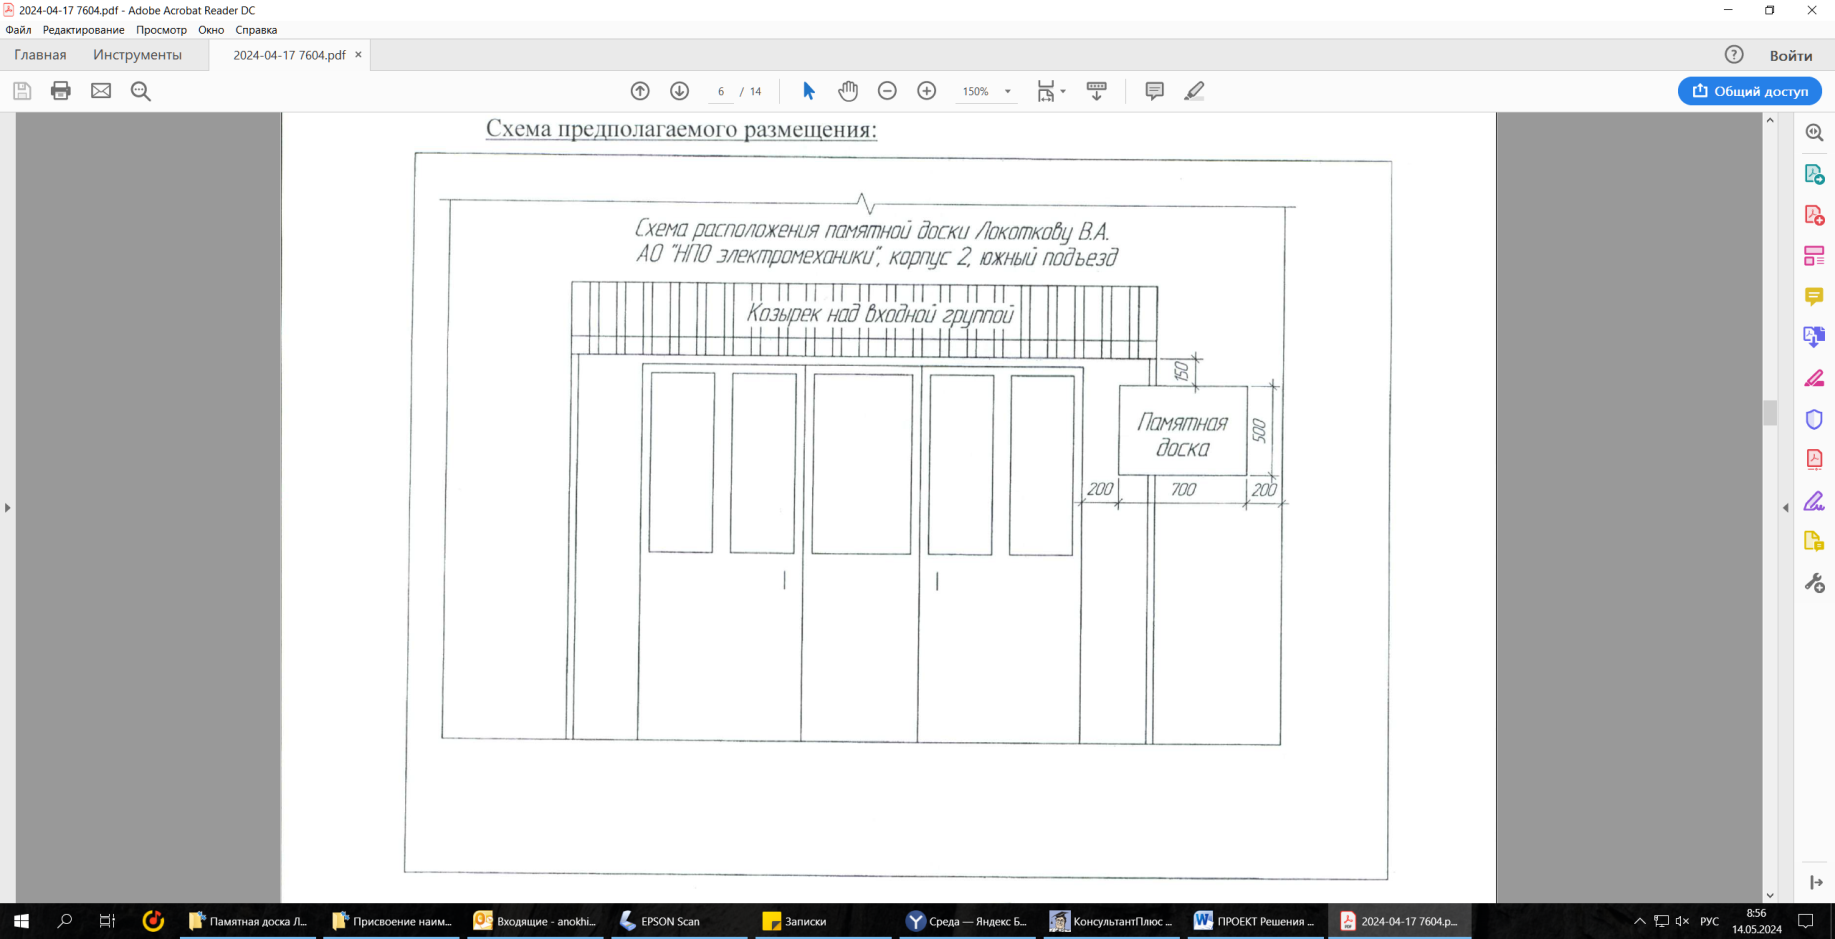 2024-04-17 7604.pdf - Adobe Acrobat Reader DC
Файл Редактирование Просмотр Окно Справка
Главная Инструменты 2024-04-17 7604.pdf × ? Войти
6 / 14 150% Общий доступ
Схема предполагаемого размещения:
Схема расположения памятной доски Локоткову В.А.
АО "НПО электромеханики", корпус 2, южный подъезд
Козырек над входной группой
150
Памятная
доска
500
200 700 200
Памятная доска Л... Присвоение наим... Входящие - anokhi... EPSON Scan Записки Среда — Яндекс Б... КонсультантПлюс ... ПРОЕКТ Решения ... 2024-04-17 7604.p... РУС 8:56
14.05.2024